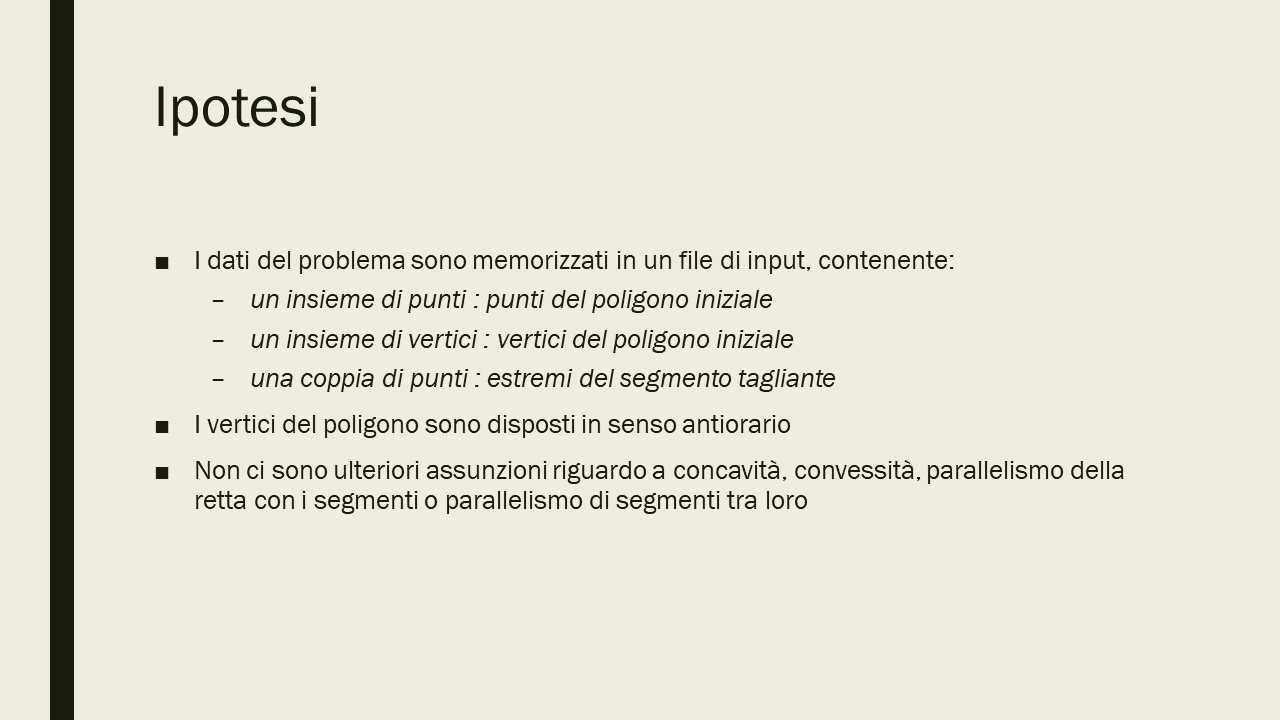 Ipotesi
■ I dati del problema sono memorizzati in un file di input, contenente:
– un insieme di punti : punti del poligono iniziale
– un insieme di vertici : vertici del poligono iniziale
– una coppia di punti : estremi del segmento tagliante
■ I vertici del poligono sono disposti in senso antiorario
■ Non ci sono ulteriori assunzioni riguardo a concavità, convessità, parallelismo della
retta con i segmenti o parallelismo di segmenti tra loro